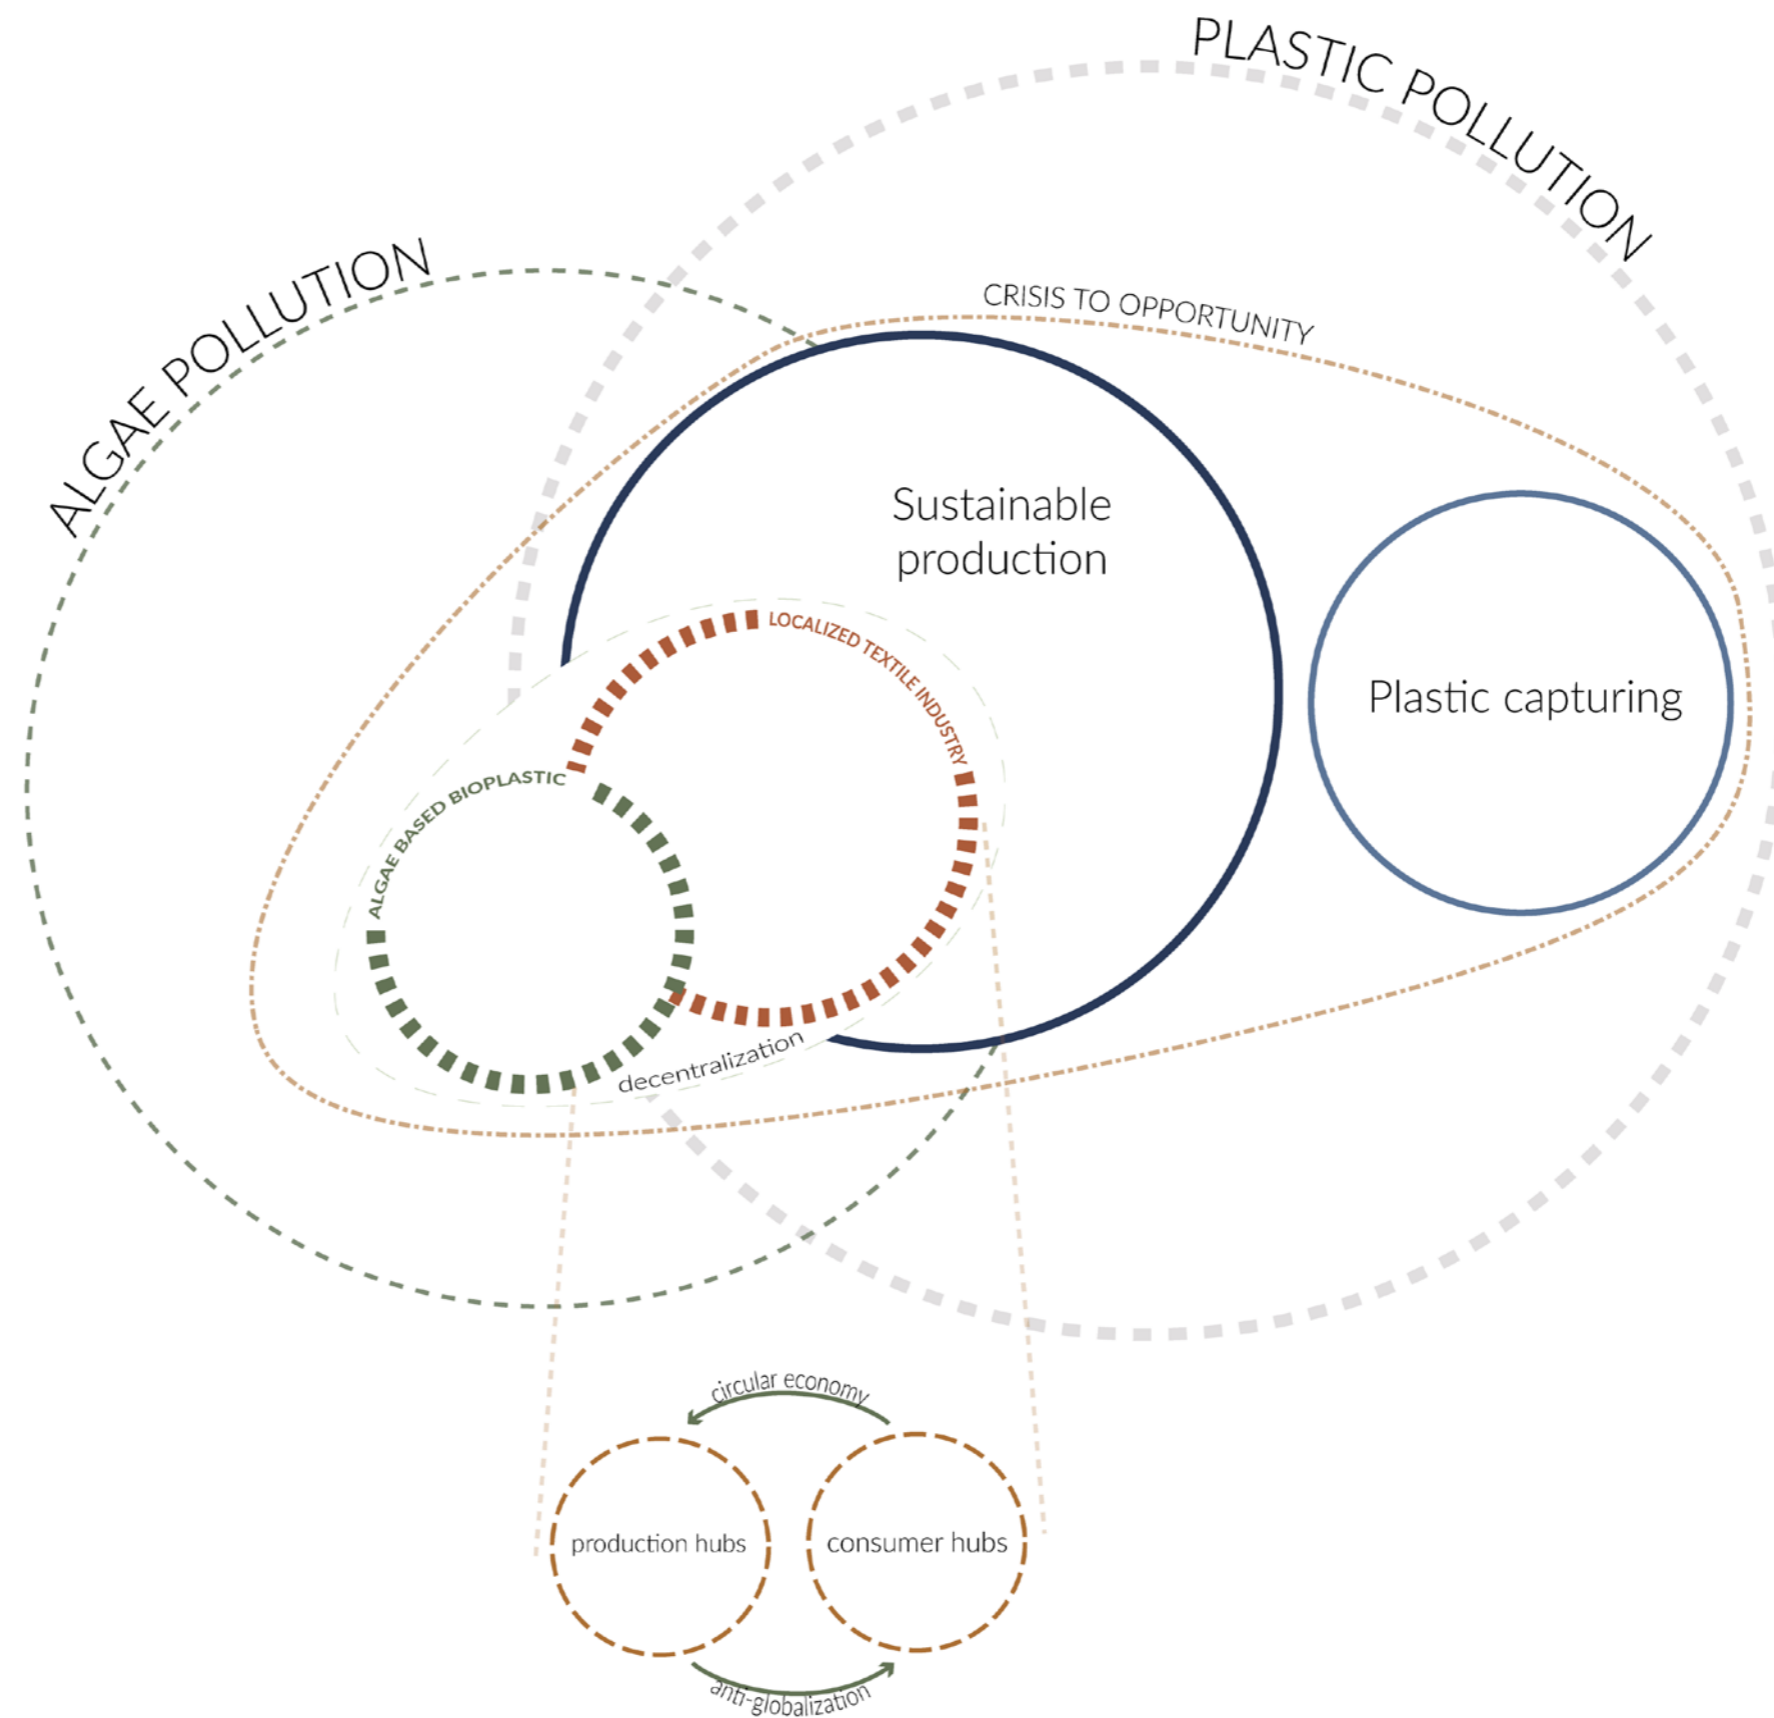 PLASTIC POLLUTION
ALGAE POLLUTION
CRISIS TO OPPORTUNITY
Sustainable
production
LOCALIZED TEXTILE INDUSTRY
Plastic capturing
ALGAE BASED BIOPLASTIC
decentralization
circular economy
production hubs
consumer hubs
anti-globalization